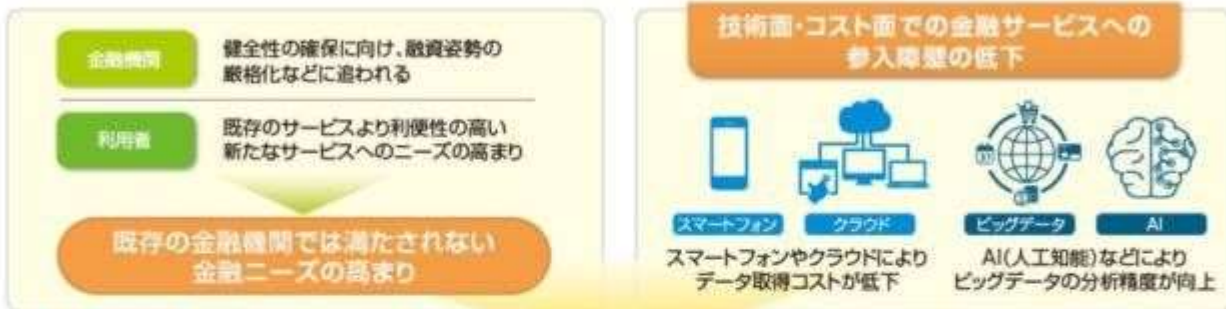 金融機関
健全性の確保に向け、融資姿勢の
厳格化などに追われる
利用者
既存のサービスより利便性の高い
新たなサービスへのニーズの高まり
既存の金融機関では満たされない
金融ニーズの高まり
技術面・コスト面での金融サービスへの
参入障壁の低下
スマートフォン
クラウド
スマートフォンやクラウドにより
データ取得コストが低下
ビッグデータ
AI
AI(人工知能)などにより
ビッグデータの分析精度が向上